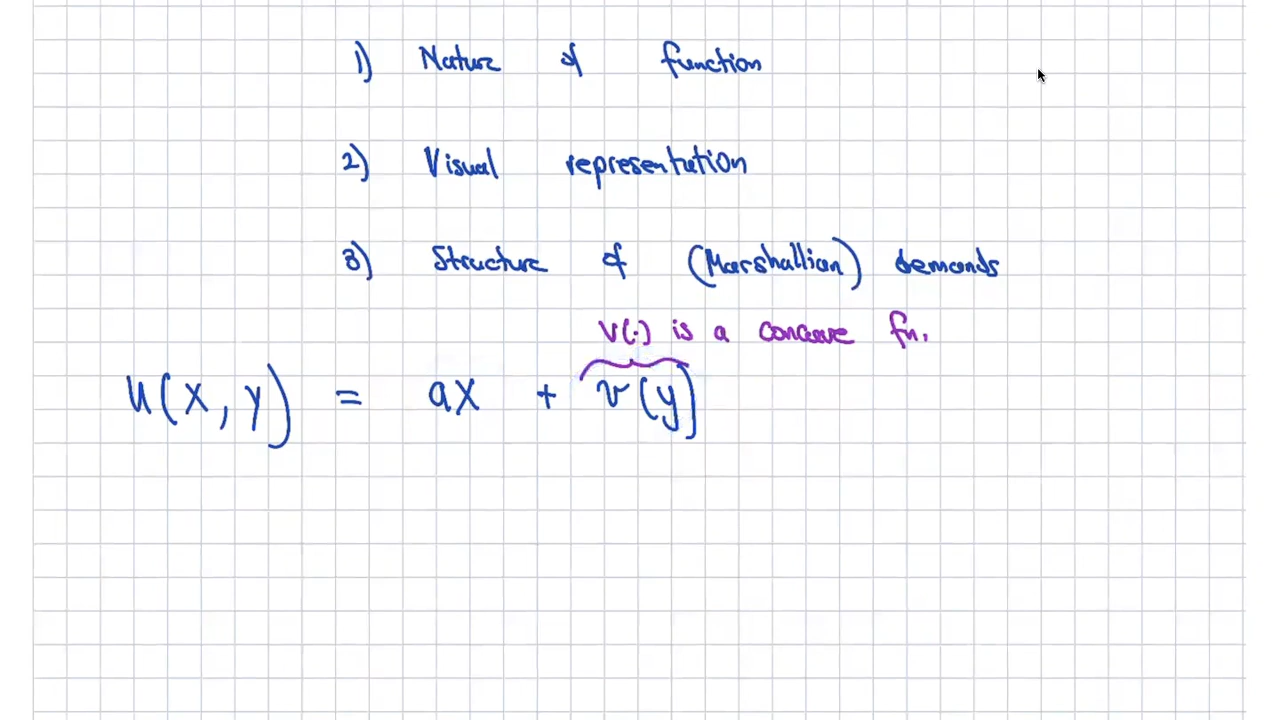 1) Nature of function
2) Visual representation
3) Structure of (Marshallian) demands
V(·) is a concave fn.
u(x, y) = ax + v(y)